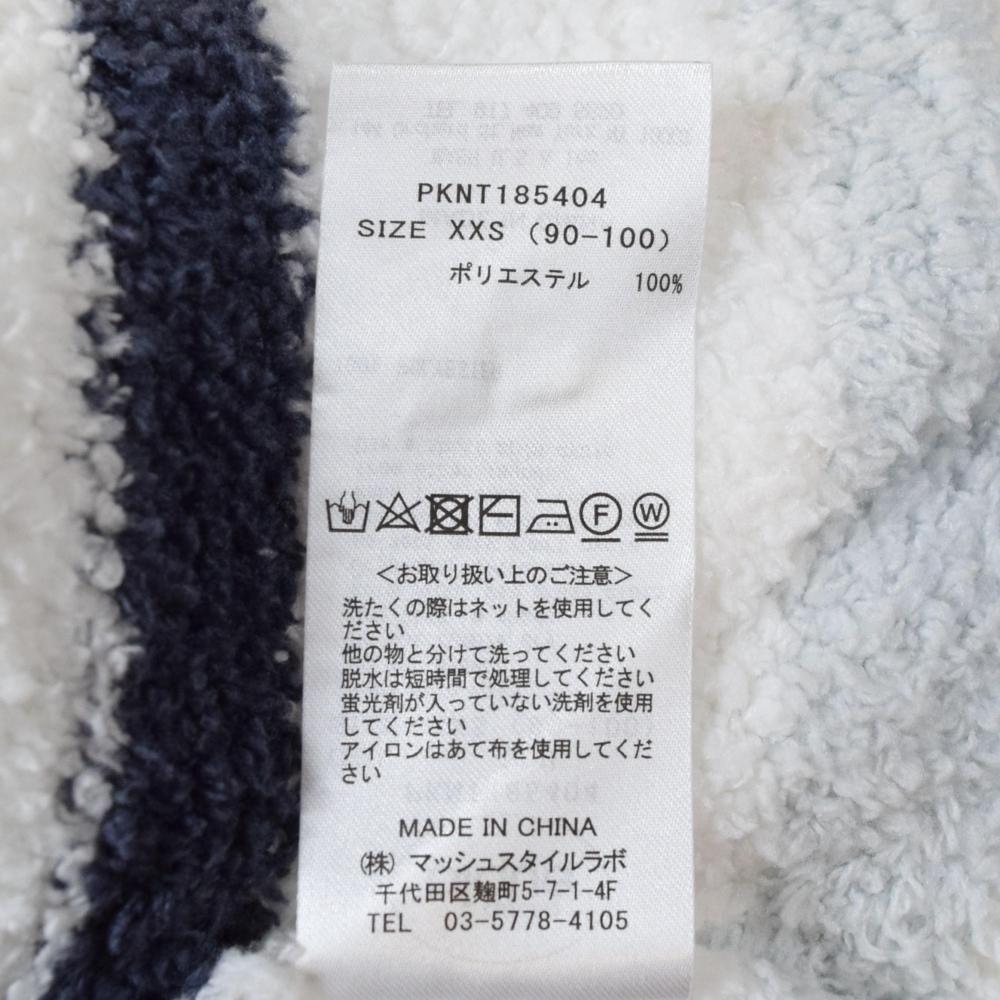 PKNT185404
SIZE XXS (90-100)
ポリエステル 100%
F W
<お取り扱い上のご注意>
洗たくの際はネットを使用してく
ださい
他の物と分けて洗ってください
脱水は短時間で処理してください
蛍光剤が入っていない洗剤を使用
してください
アイロンはあて布を使用してくだ
さい
MADE IN CHINA
(株) マッシュスタイルラボ
千代田区麹町5-7-1-4F
TEL 03-5778-4105